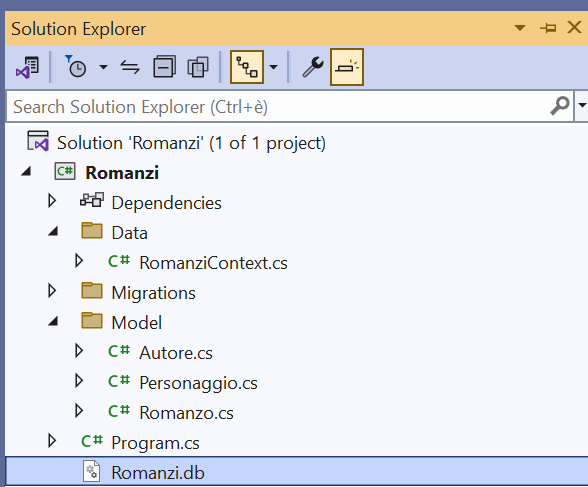 Solution Explorer
Search Solution Explorer (Ctrl+è)
Solution 'Romanzi' (1 of 1 project)
C# Romanzi
Dependencies
Data
C# RomanziContext.cs
Migrations
Model
C# Autore.cs
C# Personaggio.cs
C# Romanzo.cs
C# Program.cs
Romanzi.db